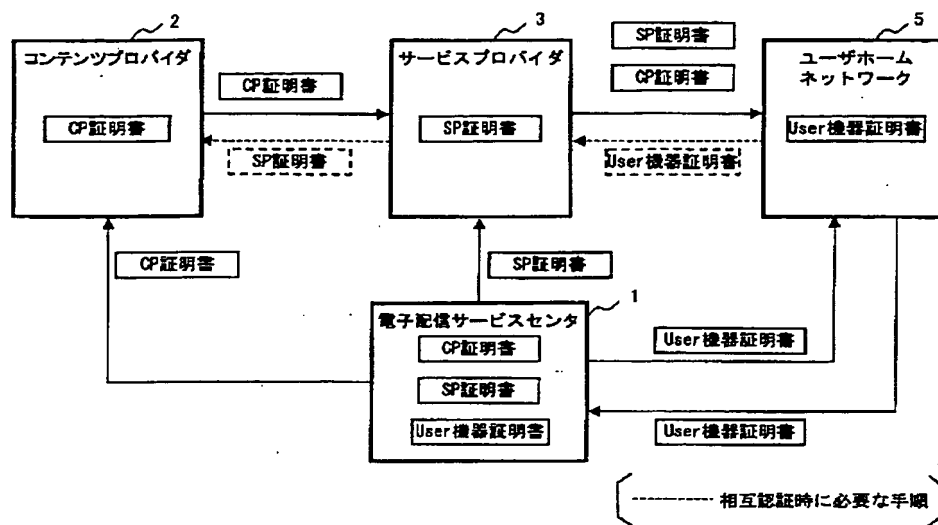 2
コンテンツプロバイダ
CP証明書
CP証明書
SP証明書
3
サービスプロバイダ
SP証明書
SP証明書
CP証明書
User機器証明書
5
ユーザホーム
ネットワーク
User機器証明書
CP証明書
SP証明書
1
電子配信サービスセンタ
CP証明書
SP証明書
User機器証明書
User機器証明書
User機器証明書
相互認証時に必要な手順